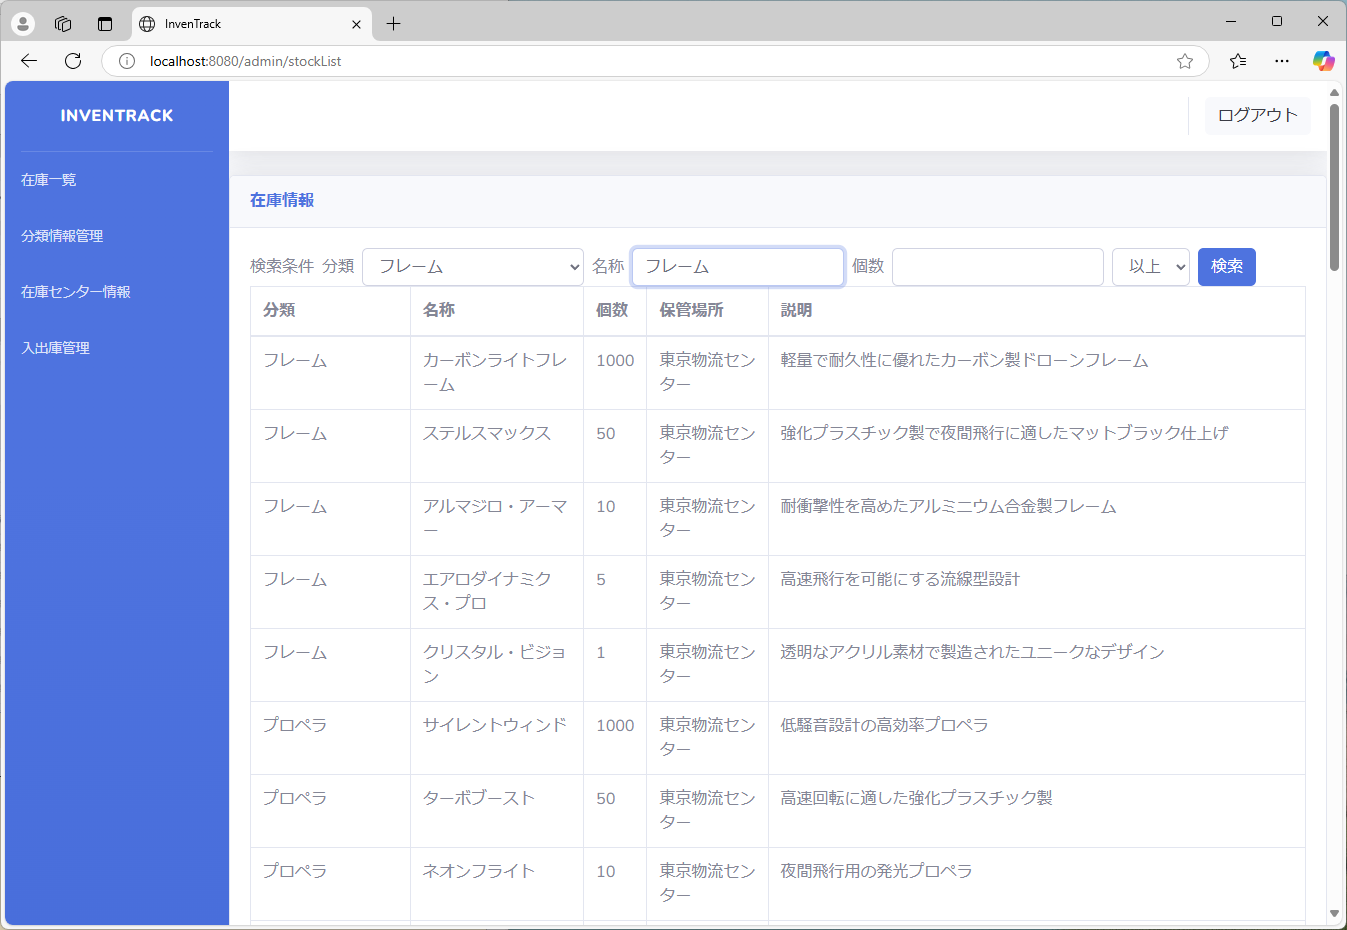 InvenTrack
localhost:8080/admin/stockList
INVENTRACK
ログアウト
在庫一覧
分類情報管理
在庫センター情報
入出庫管理
在庫情報
検索条件 分類 フレーム 名称 フレーム 個数 以上 検索
分類 名称 個数 保管場所 説明
フレーム カーボンライトフレ 1000 東京物流セン 軽量で耐久性に優れたカーボン製ドローンフレーム
ーム ター
フレーム ステルスマックス 50 東京物流セン 強化プラスチック製で夜間飛行に適したマットブラック仕上げ
ター
フレーム アルマジロ・アーマ 10 東京物流セン 耐衝撃性を高めたアルミニウム合金製フレーム
ー ター
フレーム エアロダイナミク 5 東京物流セン 高速飛行を可能にする流線型設計
ス・プロ ター
フレーム クリスタル・ビジョ 1 東京物流セン 透明なアクリル素材で製造されたユニークなデザイン
ン ター
プロペラ サイレントウィンド 1000 東京物流セン 低騒音設計の高効率プロペラ
ター
プロペラ ターボブースト 50 東京物流セン 高速回転に適した強化プラスチック製
ター
プロペラ ネオンフライト 10 東京物流セン 夜間飛行用の発光プロペラ
ター